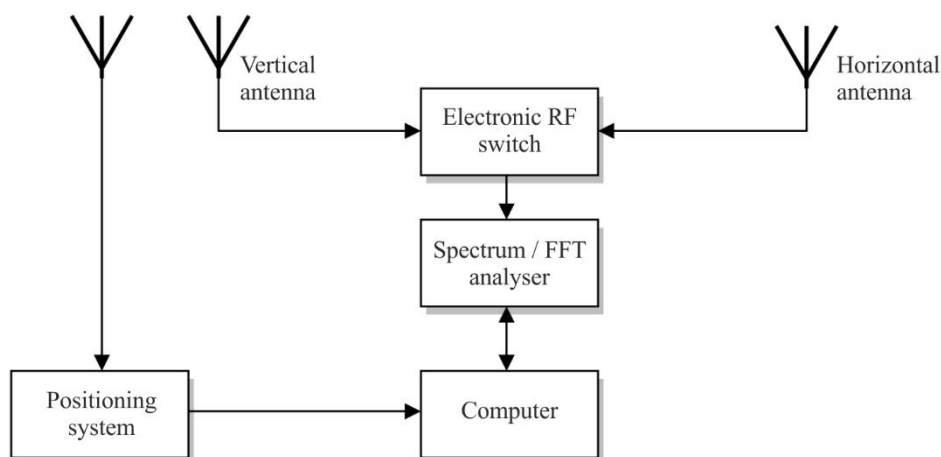 Vertical
antenna
Horizontal
antenna
Electronic RF
switch
Spectrum / FFT
analyser
Positioning
system
Computer